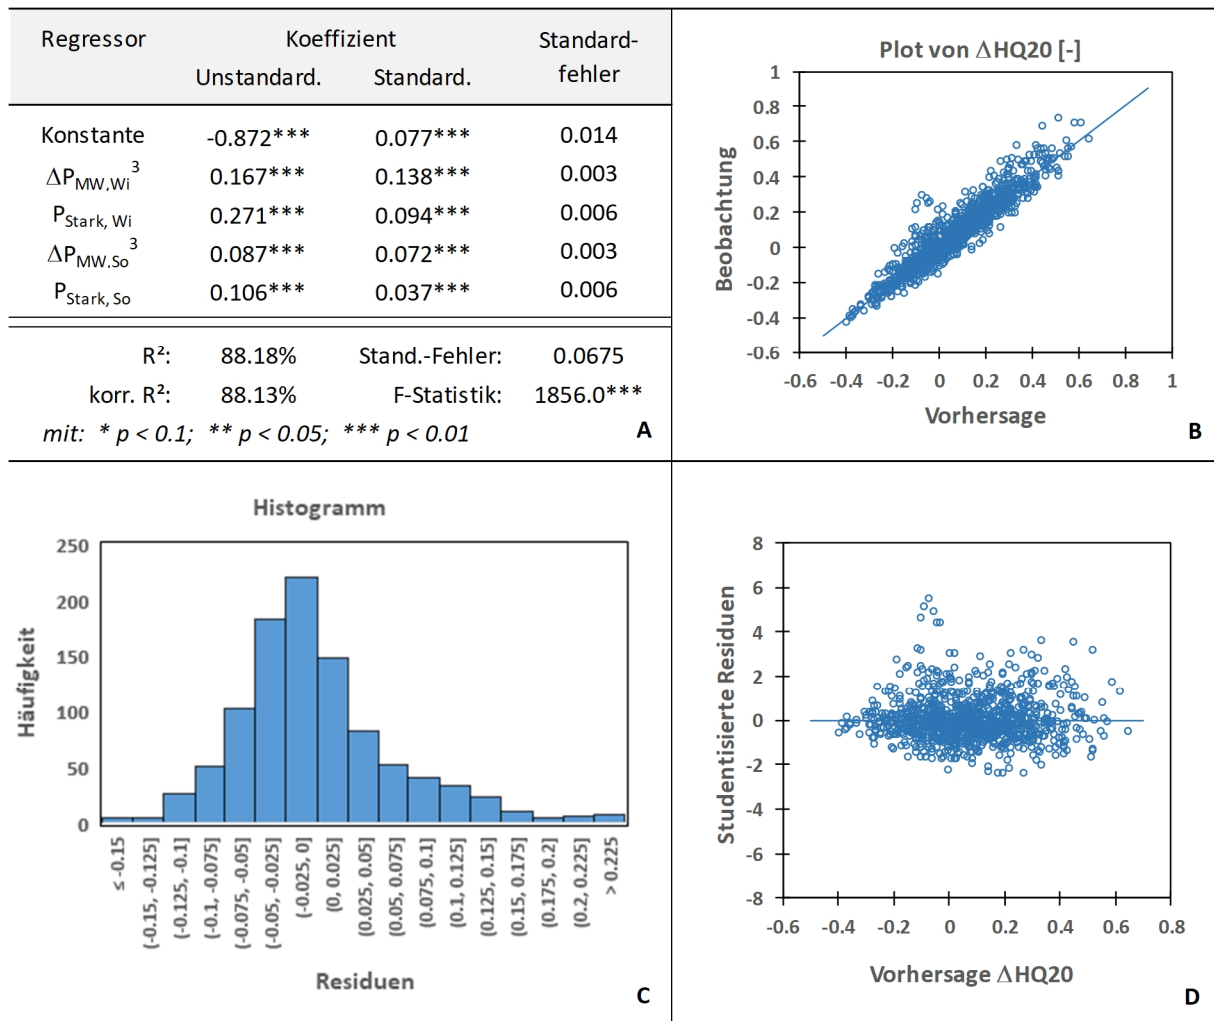 Regressor Koeffizient Standard-
Unstandard. Standard. fehler
Konstante -0.872*** 0.077*** 0.014
ΔP_MW,Wi³ 0.167*** 0.138*** 0.003
P_Stark, Wi 0.271*** 0.094*** 0.006
ΔP_MW,So³ 0.087*** 0.072*** 0.003
P_Stark, So 0.106*** 0.037*** 0.006
R²: 88.18% Stand.-Fehler: 0.0675
korr. R²: 88.13% F-Statistik: 1856.0***
mit: * p < 0.1; ** p < 0.05; *** p < 0.01
A
Plot von ΔHQ20 [-]
Beobachtung
1
0.8
0.6
0.4
0.2
0
-0.2
-0.4
-0.6
-0.6 -0.4 -0.2 0 0.2 0.4 0.6 0.8 1
Vorhersage
B
Histogramm
Häufigkeit
250
200
150
100
50
0
≤ -0.15
(-0.15, -0.125]
(-0.125, -0.1]
(-0.1, -0.075]
(-0.075, -0.05]
(-0.05, -0.025]
(-0.025, 0]
(0, 0.025]
(0.025, 0.05]
(0.05, 0.075]
(0.075, 0.1]
(0.1, 0.125]
(0.125, 0.15]
(0.15, 0.175]
(0.175, 0.2]
(0.2, 0.225]
> 0.225
Residuen
C
Studentisierte Residuen
8
6
4
2
0
-2
-4
-6
-8
-0.6 -0.4 -0.2 0 0.2 0.4 0.6 0.8
Vorhersage ΔHQ20
D